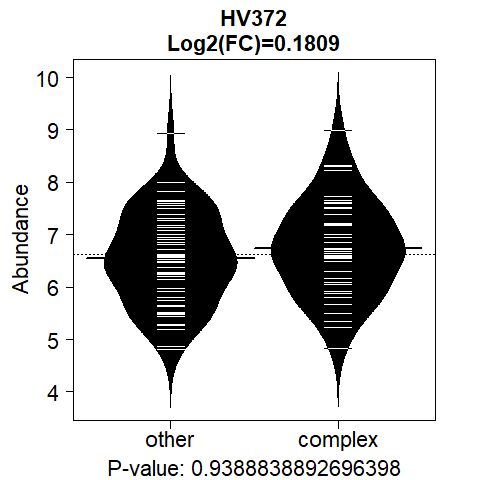 HV372
Log2(FC)=0.1809
Abundance
10
9
8
7
6
5
4
other complex
P-value: 0.9388838892696398